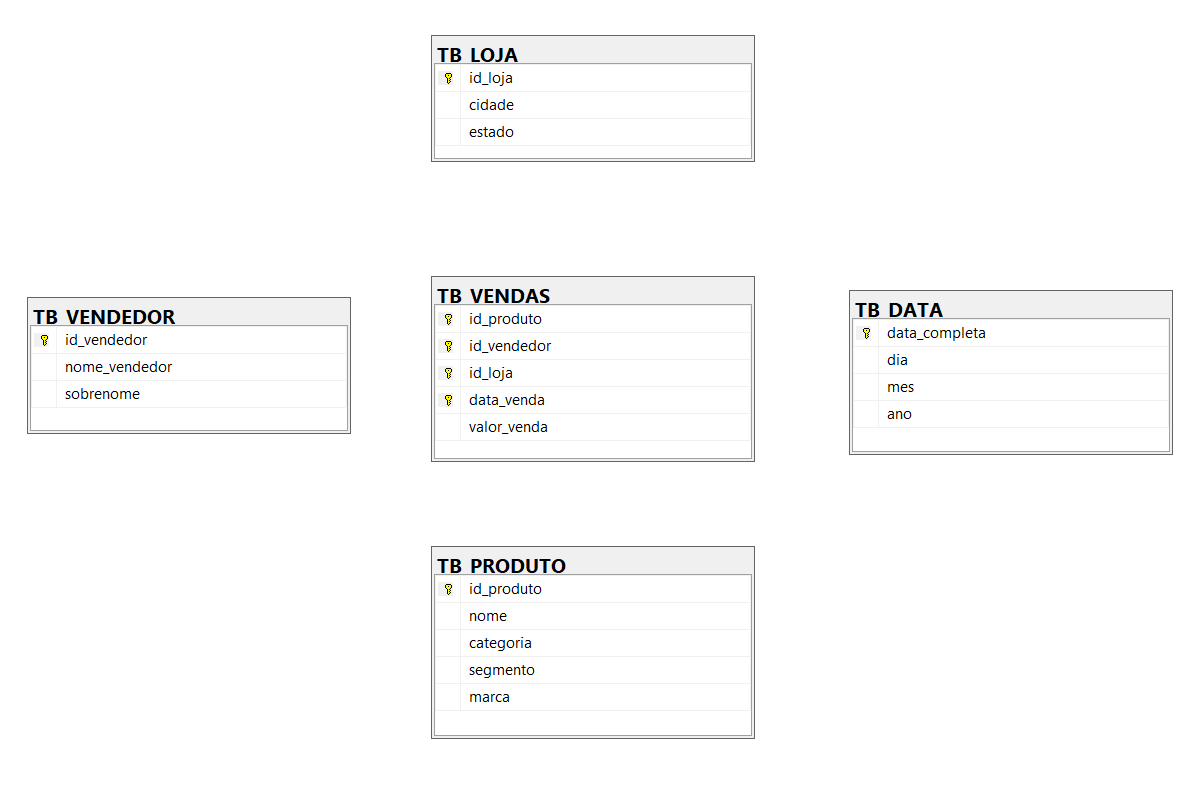 TB_LOJA
id_loja
cidade
estado
TB_VENDEDOR
id_vendedor
nome_vendedor
sobrenome
TB_VENDAS
id_produto
id_vendedor
id_loja
data_venda
valor_venda
TB_DATA
data_completa
dia
mes
ano
TB_PRODUTO
id_produto
nome
categoria
segmento
marca